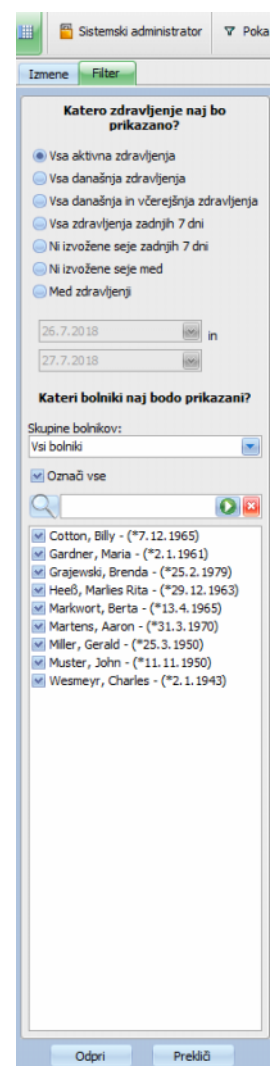 Sistemski administrator
Poka
Izmene
Filter
Katero zdravljenje naj bo
prikazano?
Vsa aktivna zdravljenja
Vsa današnja zdravljenja
Vsa današnja in včerejšnja zdravljenja
Vsa zdravljenja zadnjih 7 dni
Ni izvožene seje zadnjih 7 dni
Ni izvožene seje med
Med zdravljenji
26.7.2018
in
27.7.2018
Kateri bolniki naj bodo prikazani?
Skupine bolnikov:
Vsi bolniki
Označi vse
Cotton, Billy - (*7.12.1965)
Gardner, Maria - (*2.1.1961)
Grajewski, Brenda - (*25.2.1979)
Heeß, Marlies Rita - (*29.12.1963)
Markwort, Berta - (*13.4.1965)
Martens, Aaron - (*31.3.1970)
Miller, Gerald - (*25.3.1950)
Muster, John - (*11.11.1950)
Wesmeyr, Charles - (*2.1.1943)
Odpri
Prekliči